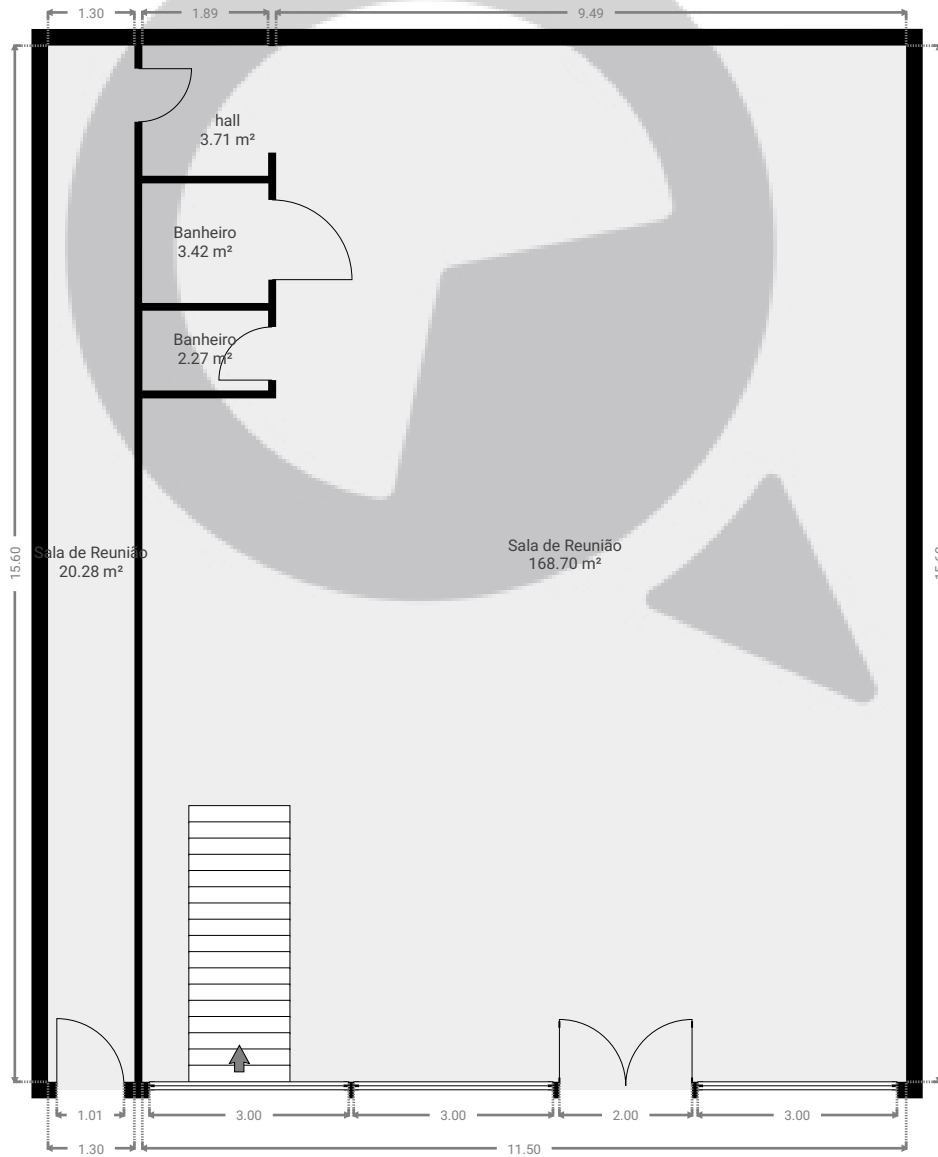 1.30
1.89
9.49
hall
3.71 m²
Banheiro
3.42 m²
Banheiro
2.27 m²
Sala de Reunião
20.28 m²
Sala de Reunião
168.70 m²
15.60
1.01
3.00
3.00
2.00
3.00
1.30
11.50